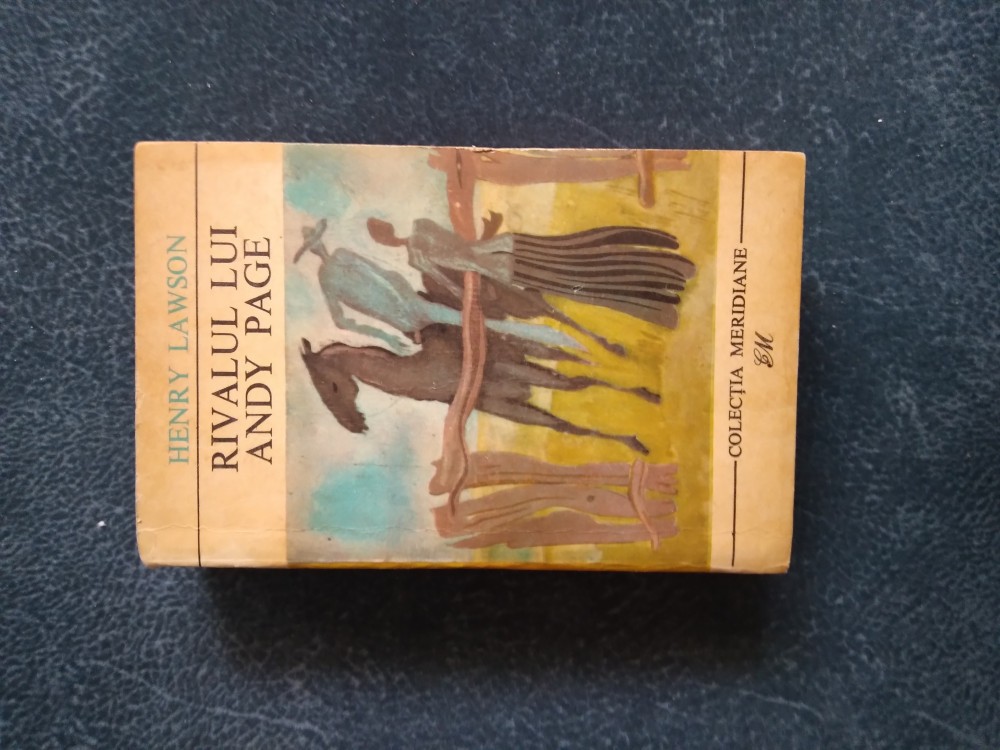 HENRY LAWSON
RIVALUL LUI
ANDY PAGE
COLECȚIA MERIDIANE
EM